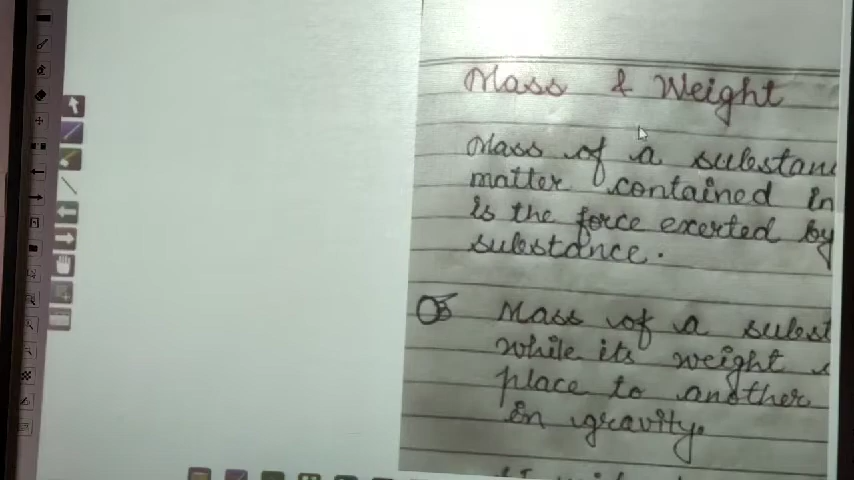 Mass & Weight
Mass of a substan
matter contained in
is the force exerted by
substance.
Mass of a subst
while its weight
place to another
in gravity.